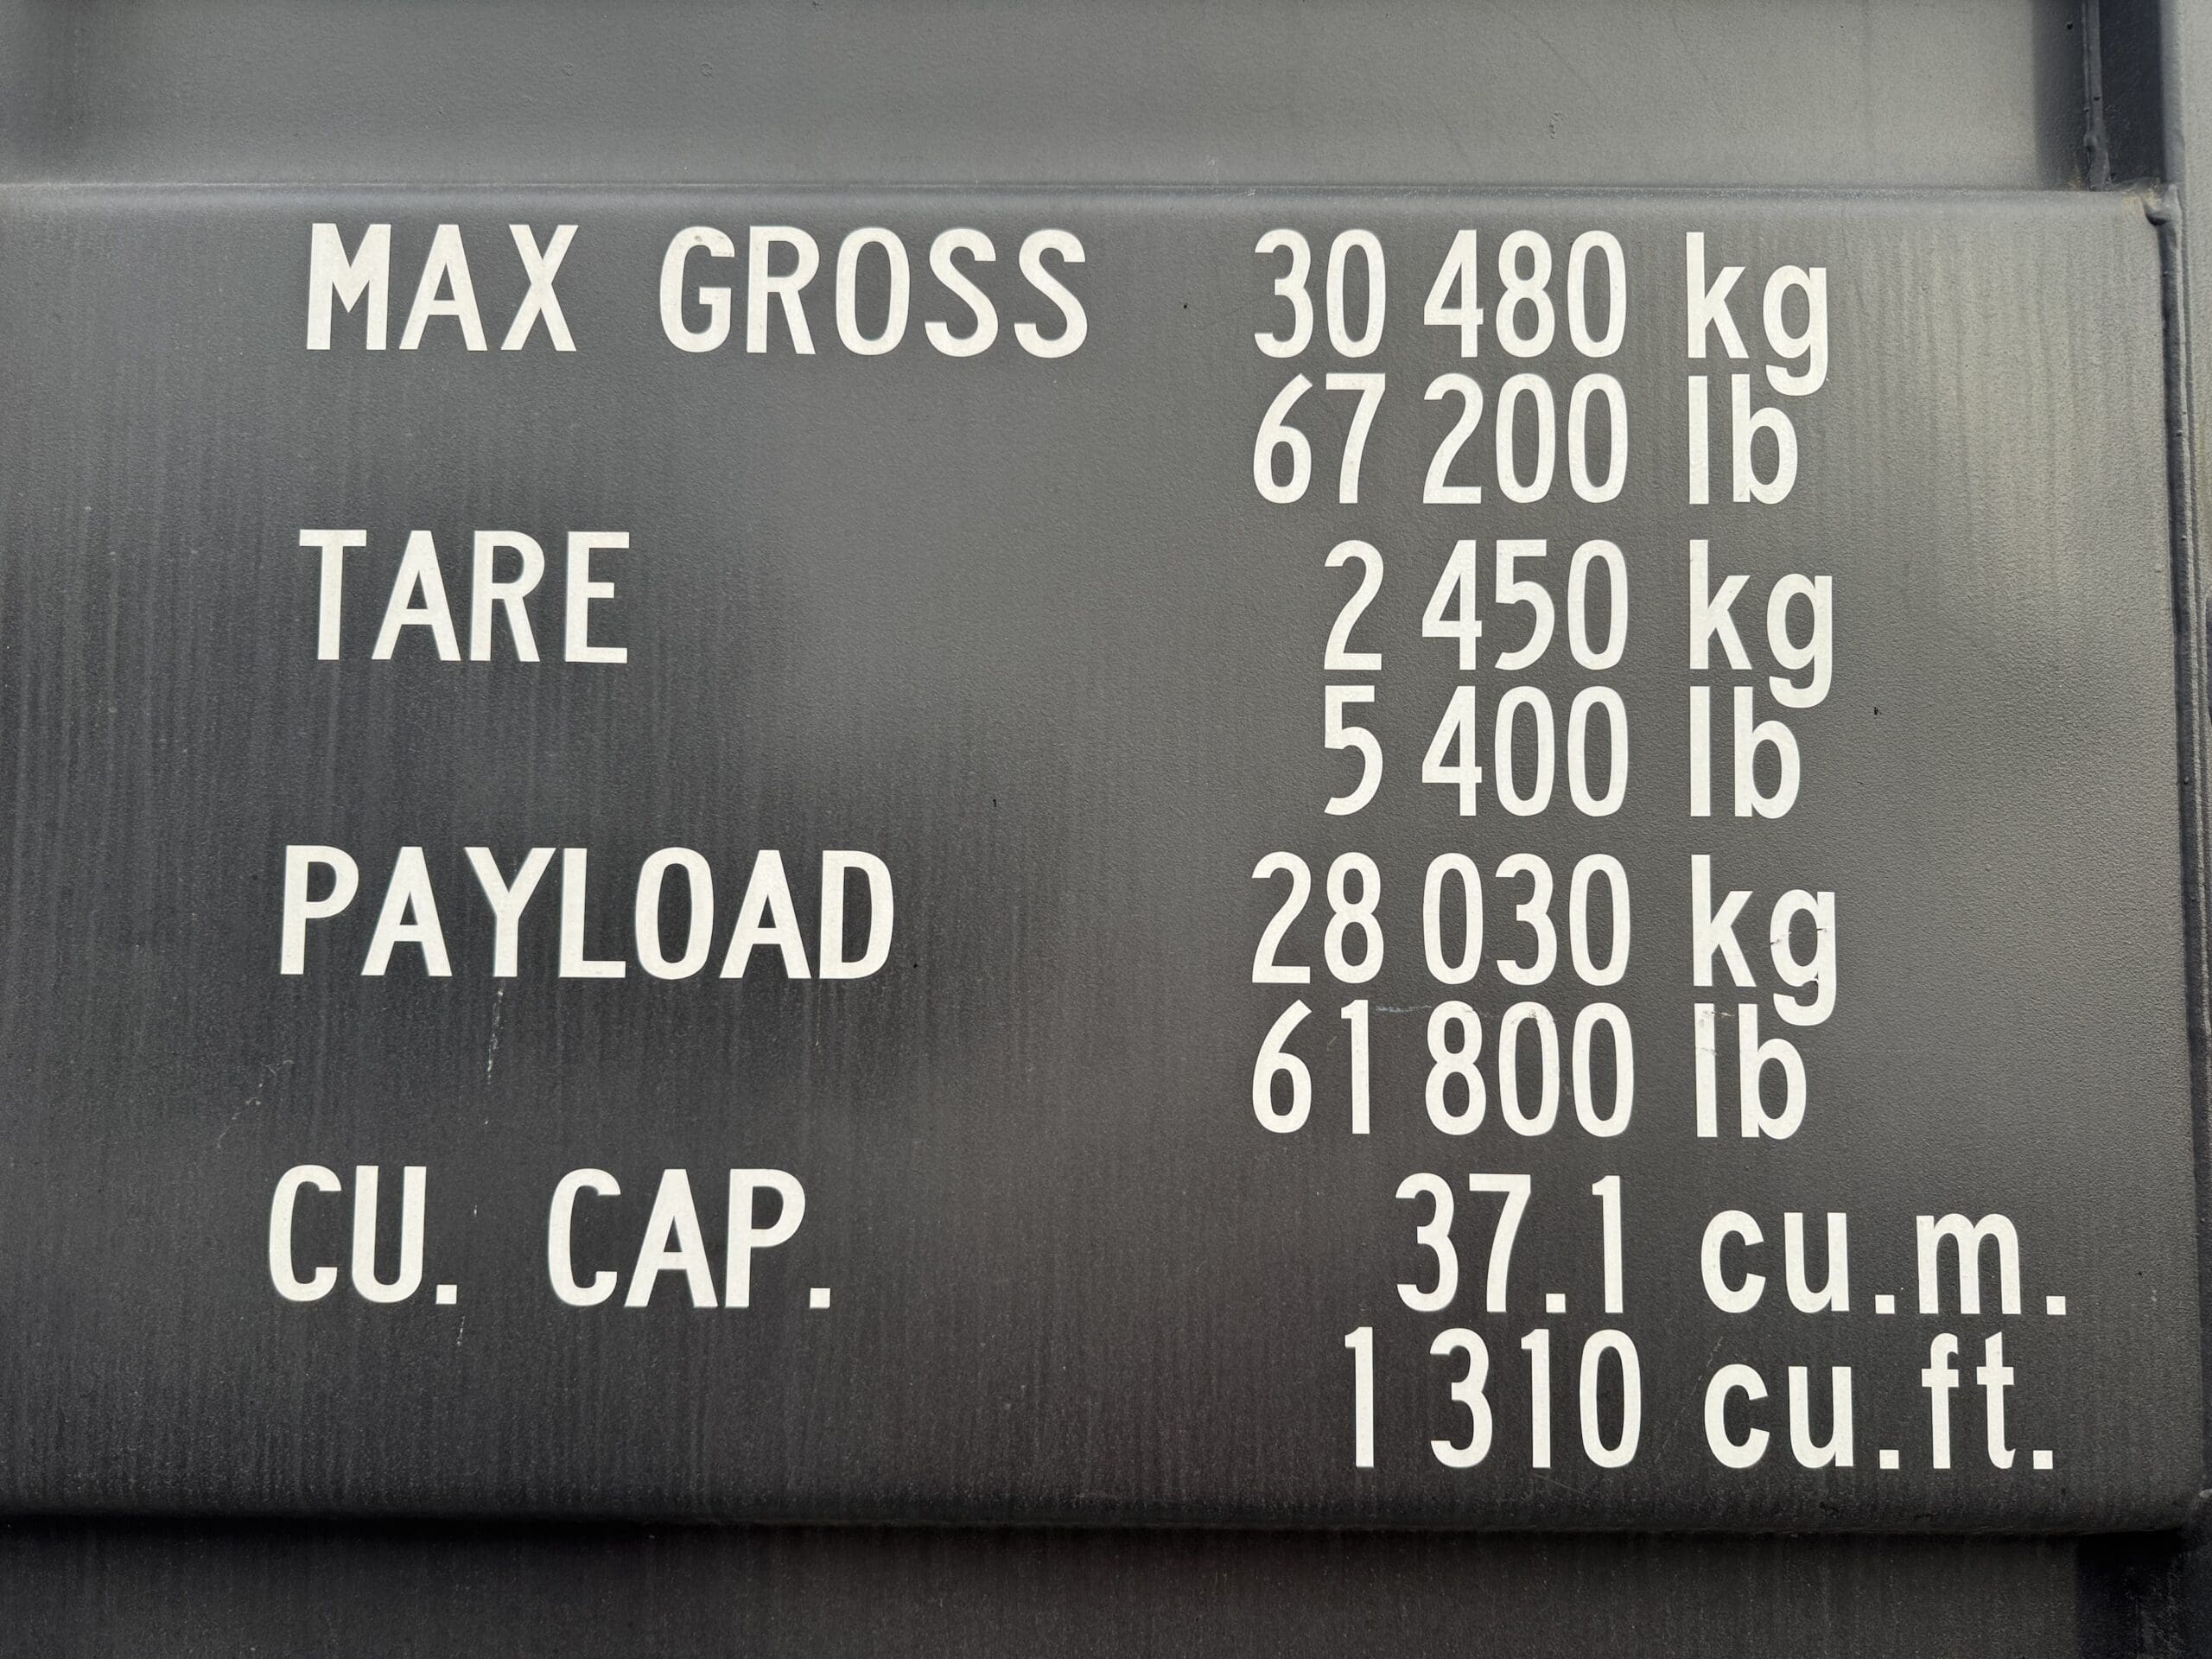 MAX GROSS 30 480 kg
67 200 lb
TARE 2 450 kg
5 400 lb
PAYLOAD 28 030 kg
61 800 lb
CU. CAP. 37.1 cu.m.
1 310 cu.ft.